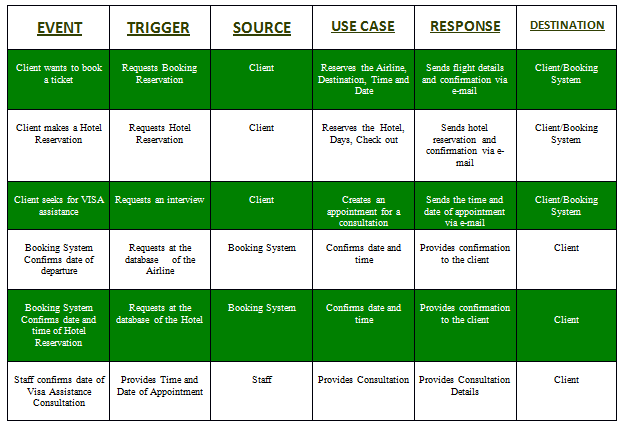 EVENT TRIGGER SOURCE USE CASE RESPONSE DESTINATION
Client wants to book
a ticket
Requests Booking
Reservation
Client
Reserves the Airline,
Destination, Time and
Date
Sends flight details
and confirmation via
e-mail
Client/Booking
System
Client makes a Hotel
Reservation
Requests Hotel
Reservation
Client
Reserves the Hotel,
Days, Check out
Sends hotel
reservation and
confirmation via e-
mail
Client/Booking
System
Client seeks for VISA
assistance
Requests an interview
Client
Creates an
appointment for a
consultation
Sends the time and
date of appointment
via e-mail
Client/Booking
System
Booking System
Confirms date of
departure
Requests at the
database of the
Airline
Booking System
Confirms date and
time
Provides confirmation
to the client
Client
Booking System
Confirms date and
time of Hotel
Reservation
Requests at the
database of the Hotel
Booking System
Confirms date and
time
Provides confirmation
to the client
Client
Staff confirms date of
Visa Assistance
Consultation
Provides Time and
Date of Appointment
Staff
Provides Consultation
Provides Consultation
Details
Client